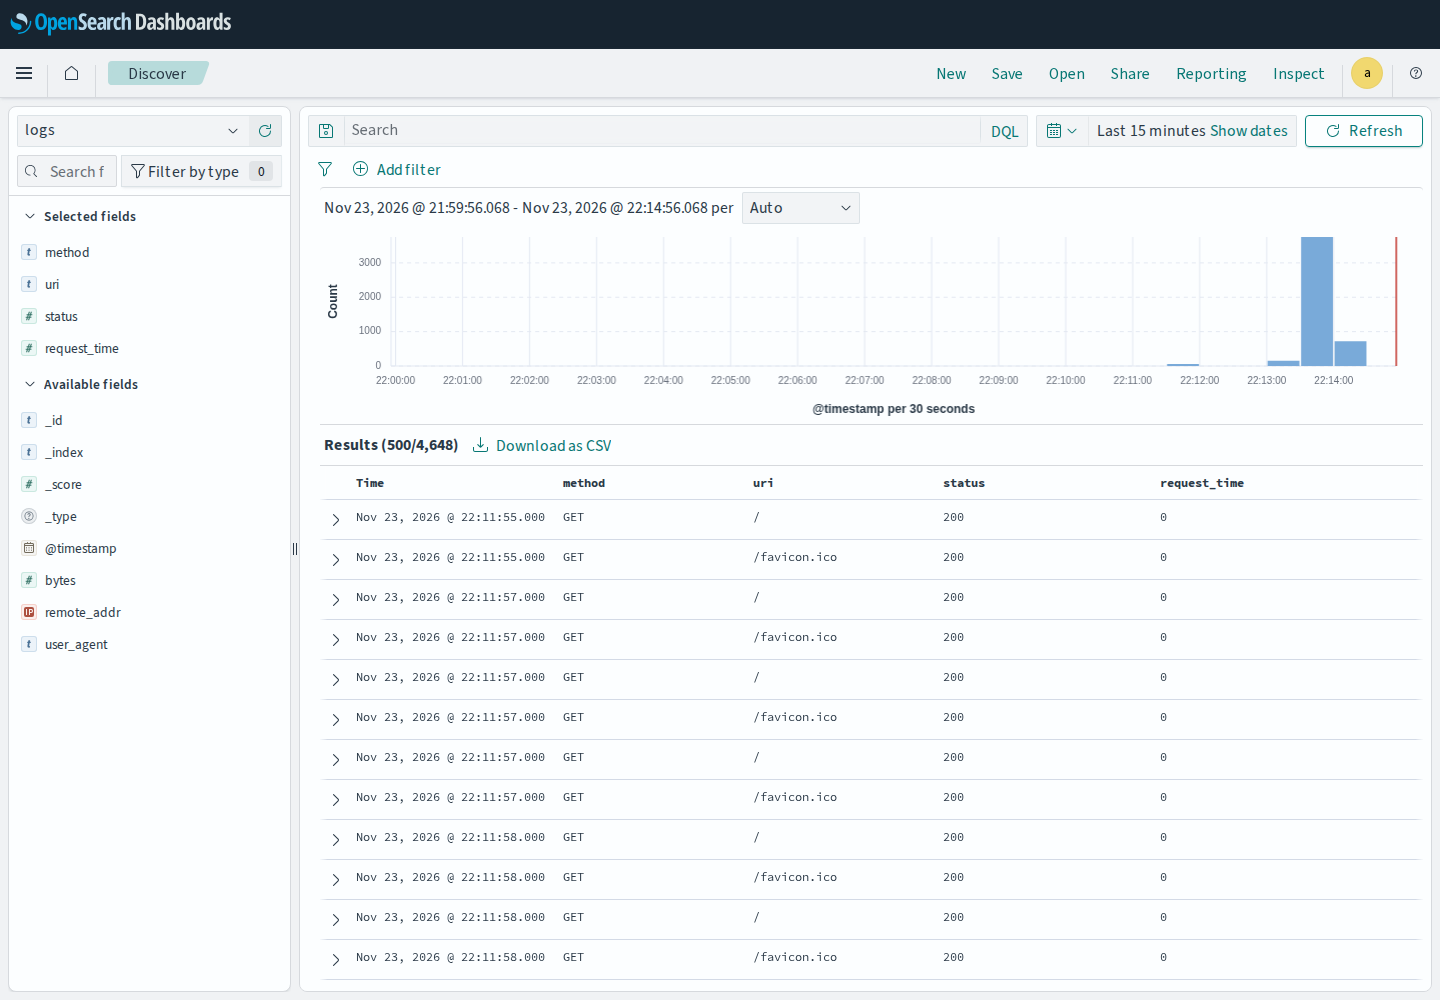 OpenSearch Dashboards
Discover
New Save Open Share Reporting Inspect a
logs
Search DQL Last 15 minutes Show dates Refresh
Search f Filter by type 0
Add filter
Selected fields
method
uri
status
request_time
Available fields
_id
_index
_score
_type
@timestamp
bytes
remote_addr
user_agent
Nov 23, 2026 @ 21:59:56.068 - Nov 23, 2026 @ 22:14:56.068 per Auto
Count
3000
2000
1000
0
22:00:00 22:01:00 22:02:00 22:03:00 22:04:00 22:05:00 22:06:00 22:07:00 22:08:00 22:09:00 22:10:00 22:11:00 22:12:00 22:13:00 22:14:00
@timestamp per 30 seconds
Results (500/4,648) Download as CSV
Time method uri status request_time
Nov 23, 2026 @ 22:11:55.000 GET / 200 0
Nov 23, 2026 @ 22:11:55.000 GET /favicon.ico 200 0
Nov 23, 2026 @ 22:11:57.000 GET / 200 0
Nov 23, 2026 @ 22:11:57.000 GET /favicon.ico 200 0
Nov 23, 2026 @ 22:11:57.000 GET / 200 0
Nov 23, 2026 @ 22:11:57.000 GET /favicon.ico 200 0
Nov 23, 2026 @ 22:11:57.000 GET / 200 0
Nov 23, 2026 @ 22:11:57.000 GET /favicon.ico 200 0
Nov 23, 2026 @ 22:11:58.000 GET / 200 0
Nov 23, 2026 @ 22:11:58.000 GET /favicon.ico 200 0
Nov 23, 2026 @ 22:11:58.000 GET / 200 0
Nov 23, 2026 @ 22:11:58.000 GET /favicon.ico 200 0